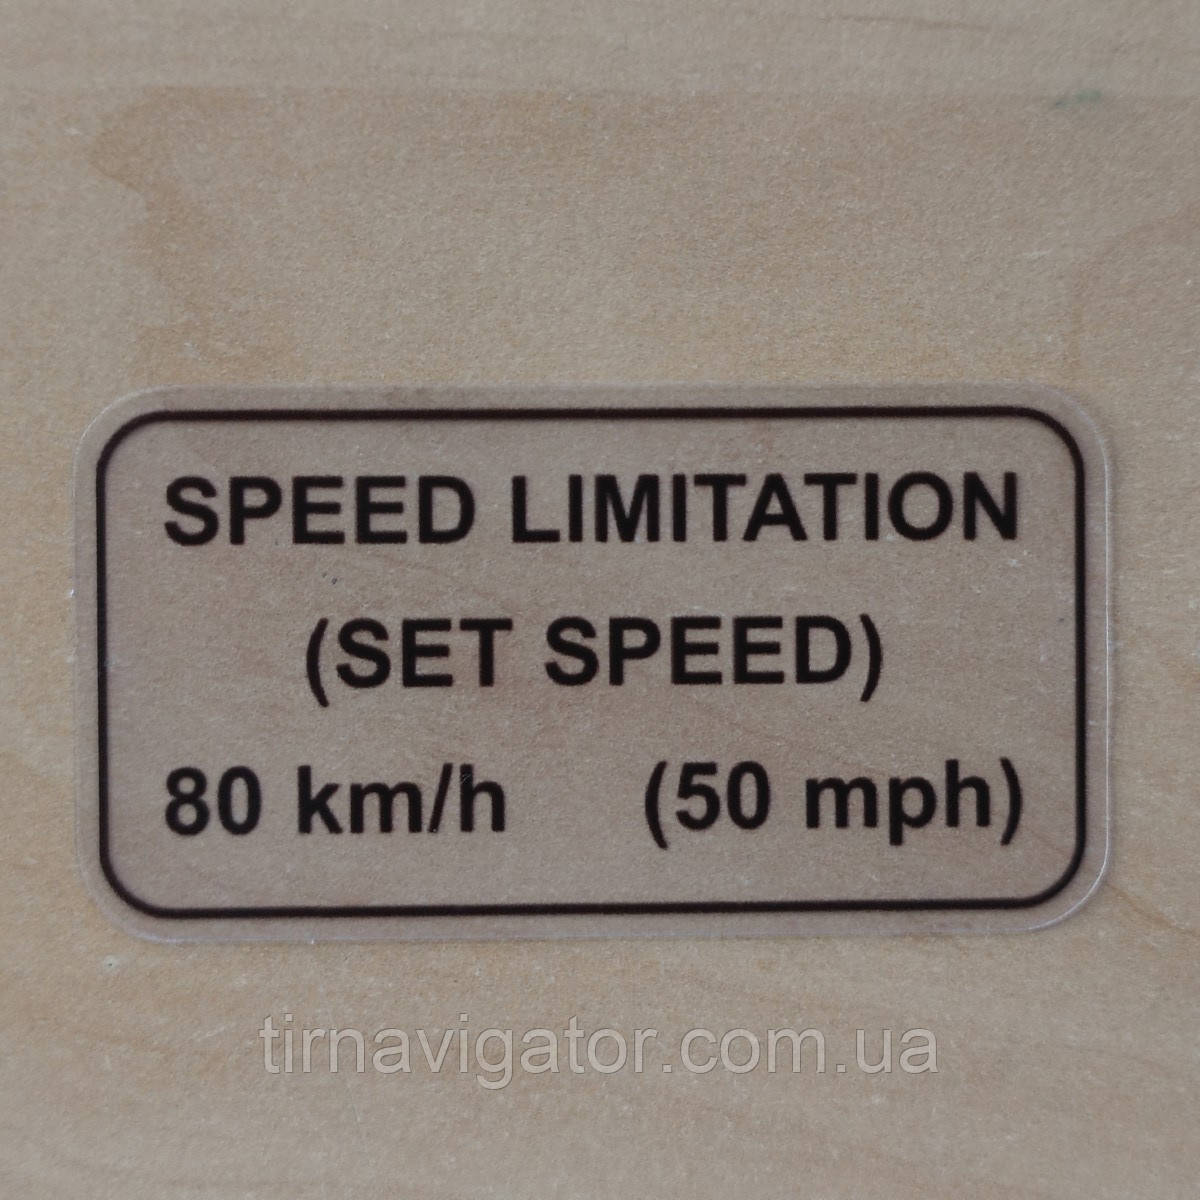 SPEED LIMITATION
(SET SPEED)
80 km/h (50 mph)
tirnavigator.com.ua